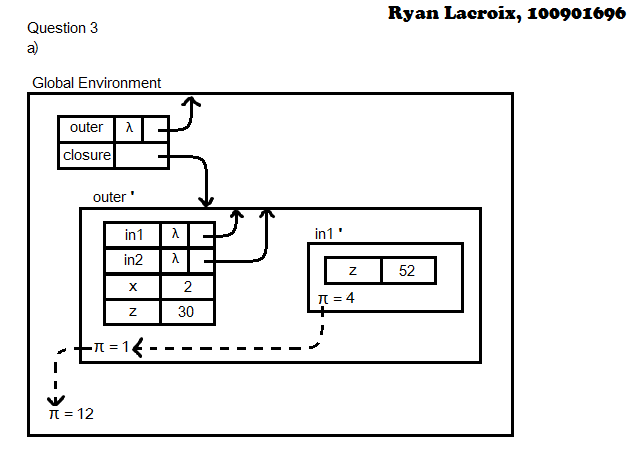 Ryan Lacroix, 100901696
Question 3
a)
Global Environment
outer λ
closure
outer '
in1 λ
in2 λ
x 2
z 30
in1 '
z 52
π = 4
π = 1
π = 12